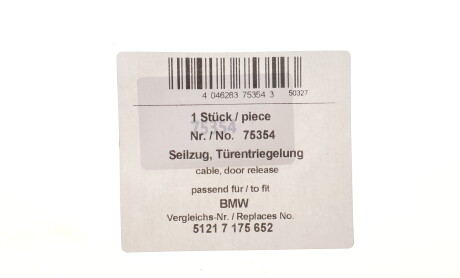 4 046283 75354 3
50327
1 Stück / piece
75354
Nr. / No. 75354
Seilzug, Türentriegelung
cable, door release
passend für / to fit
BMW
Vergleichs-Nr. / Replaces No.
5121 7 175 652